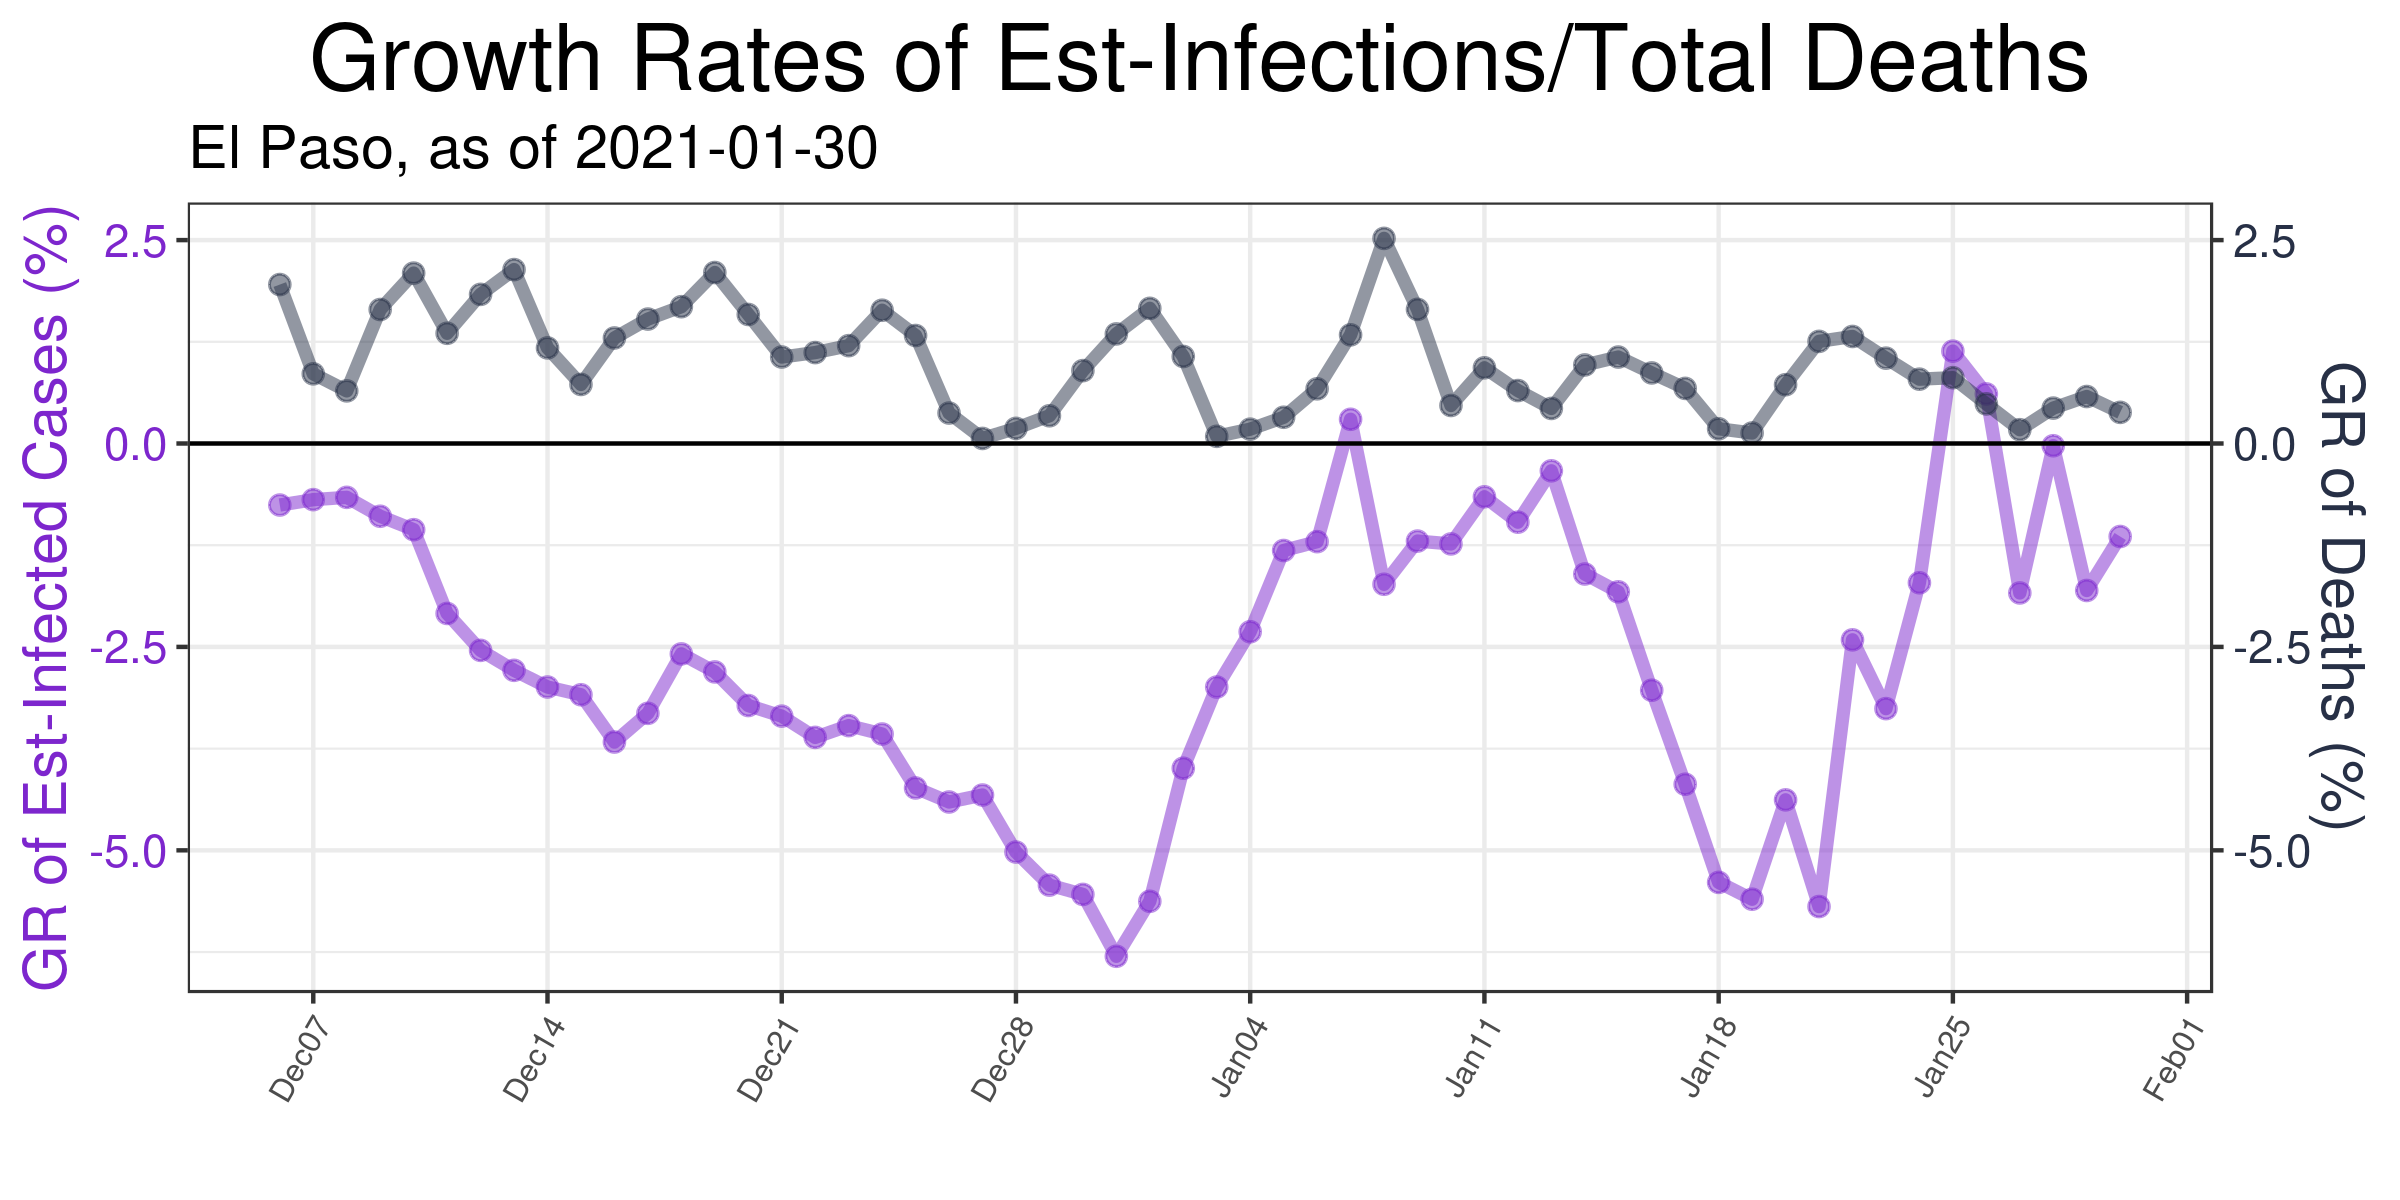 Growth Rates of Est-Infections/Total Deaths
El Paso, as of 2021-01-30
GR of Est-Infected Cases (%)
2.5
0.0
-2.5
-5.0
2.5
0.0
-2.5
-5.0
GR of Deaths (%)
Dec07
Dec14
Dec21
Dec28
Jan04
Jan11
Jan18
Jan25
Feb01